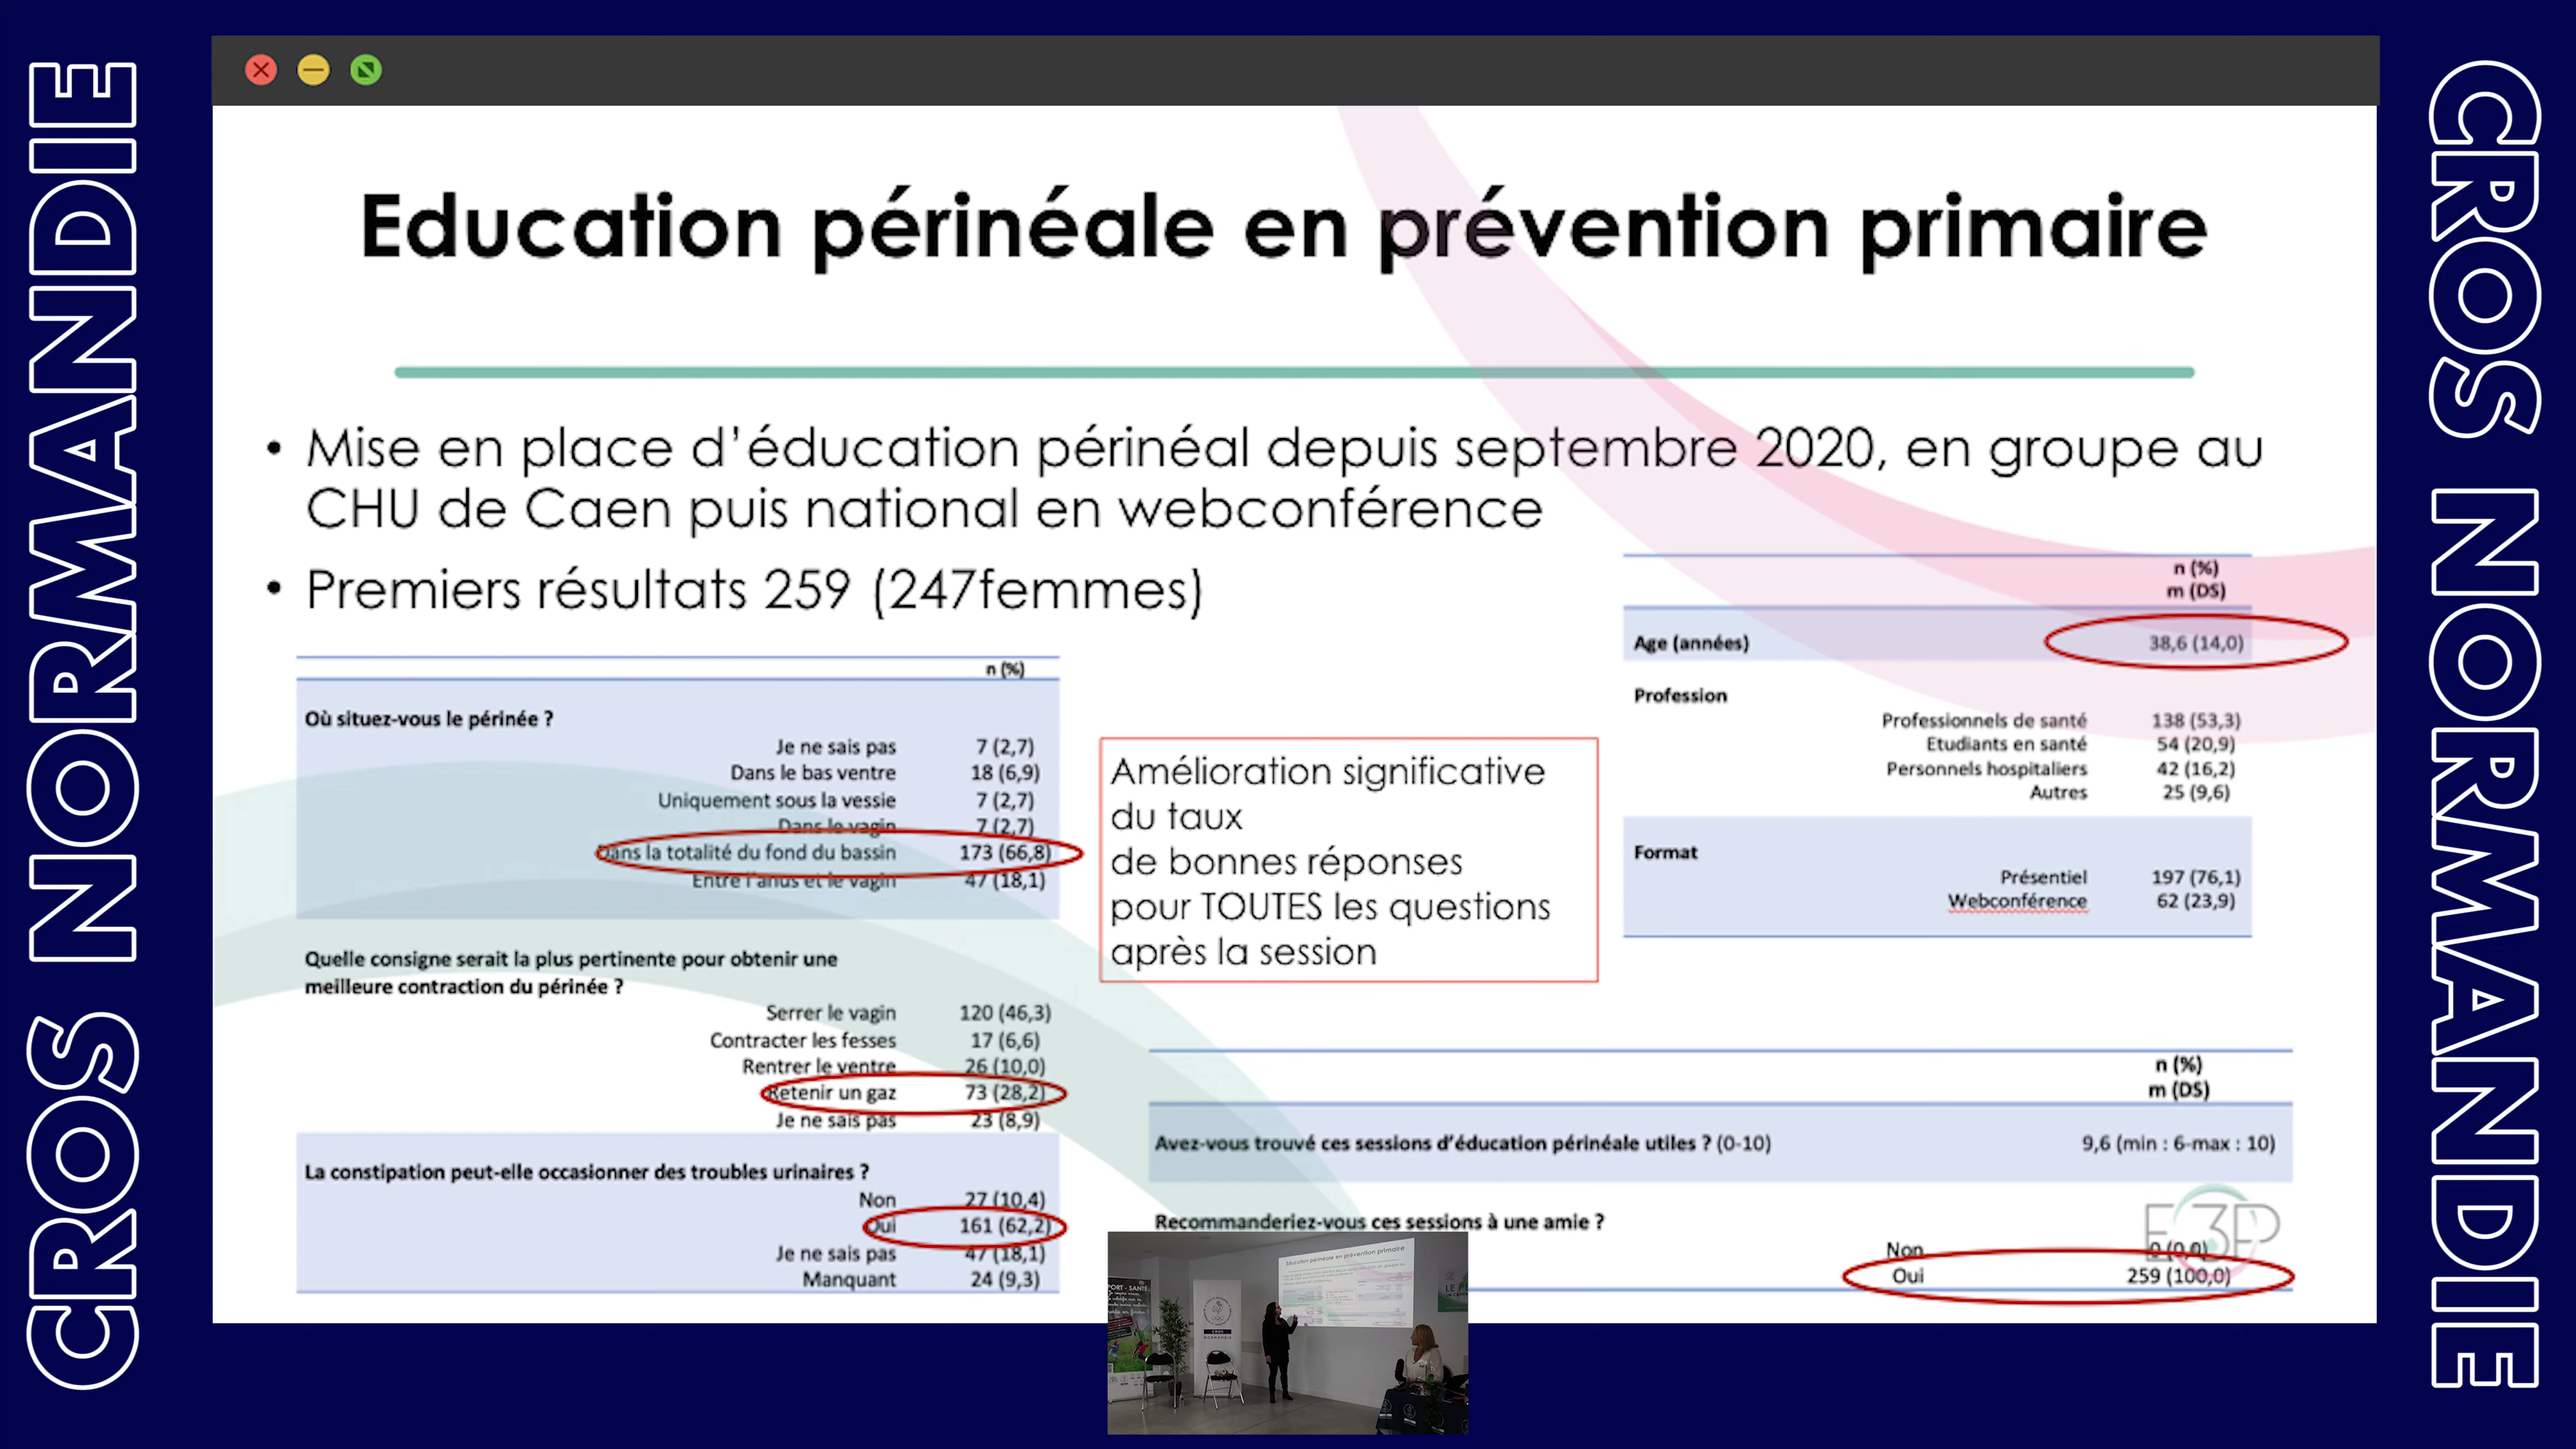 CROS NORMANDIE
Education périnéale en prévention primaire
• Mise en place d'éducation périnéal depuis septembre 2020, en groupe au
CHU de Caen puis national en webconférence
• Premiers résultats 259 (247femmes)
n (%)
Où situez-vous le périnée ?
Je ne sais pas 7 (2,7)
Dans le bas ventre 18 (6,9)
Uniquement sous la vessie 7 (2,7)
Dans le vagin 7 (2,7)
Dans la totalité du fond du bassin 173 (66,8)
Entre l'anus et le vagin 47 (18,1)
Quelle consigne serait la plus pertinente pour obtenir une
meilleure contraction du périnée ?
Serrer le vagin 120 (46,3)
Contracter les fesses 17 (6,6)
Rentrer le ventre 26 (10,0)
Retenir un gaz 73 (28,2)
Je ne sais pas 23 (8,9)
La constipation peut-elle occasionner des troubles urinaires ?
Non 27 (10,4)
Oui 161 (62,2)
Je ne sais pas 47 (18,1)
Manquant 24 (9,3)
Amélioration significative
du taux
de bonnes réponses
pour TOUTES les questions
après la session
n (%)
m (DS)
Age (années) 38,6 (14,0)
Profession
Professionnels de santé 138 (53,3)
Etudiants en santé 54 (20,9)
Personnels hospitaliers 42 (16,2)
Autres 25 (9,6)
Format
Présentiel 197 (76,1)
Webconférence 62 (23,9)
n (%)
m (DS)
Avez-vous trouvé ces sessions d'éducation périnéale utiles ? (0-10) 9,6 (min : 6-max : 10)
Recommanderiez-vous ces sessions à une amie ?
Non 0 (0,0)
Oui 259 (100,0)
E3P
Education périnéale en prévention primaire
PORT - SANTÉ
CROS
NORMANDIE
CROS NORMANDIE